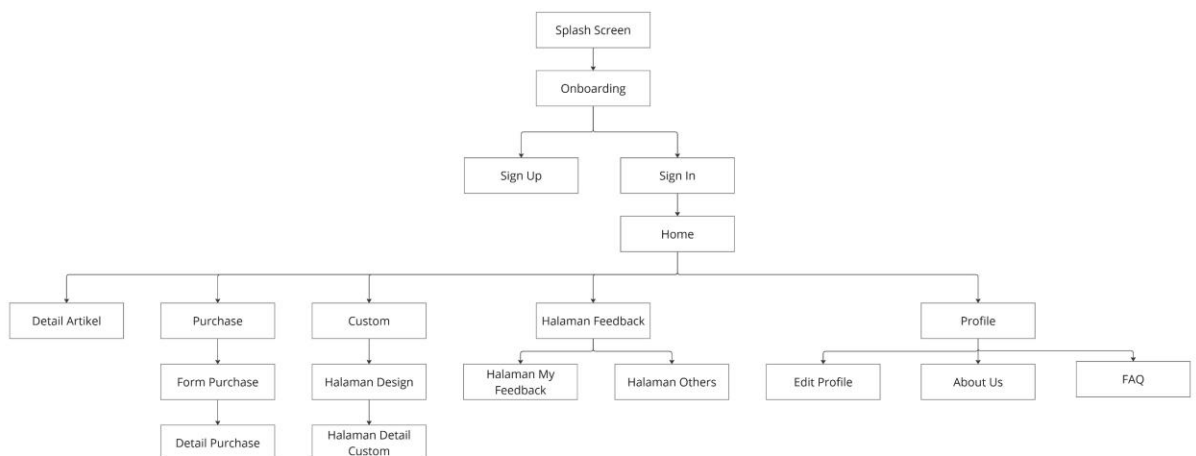 Splash Screen
Onboarding
Sign Up
Sign In
Home
Detail Artikel
Purchase
Custom
Halaman Feedback
Profile
Form Purchase
Halaman Design
Halaman My
Feedback
Halaman Others
Edit Profile
About Us
FAQ
Detail Purchase
Halaman Detail
Custom